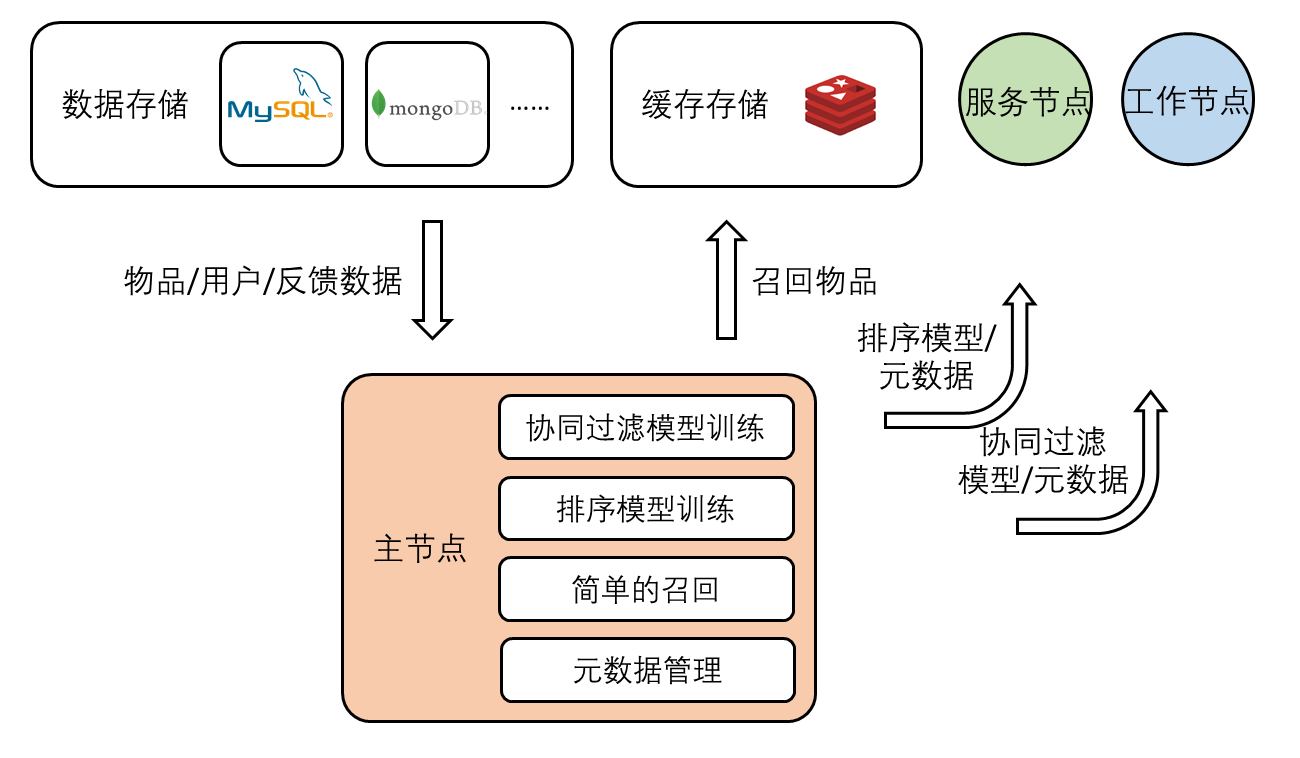 数据存储
MySQL
mongoDB
……
缓存存储
服务节点
工作节点
物品/用户/反馈数据
召回物品
排序模型/
元数据
协同过滤
模型/元数据
主节点
协同过滤模型训练
排序模型训练
简单的召回
元数据管理